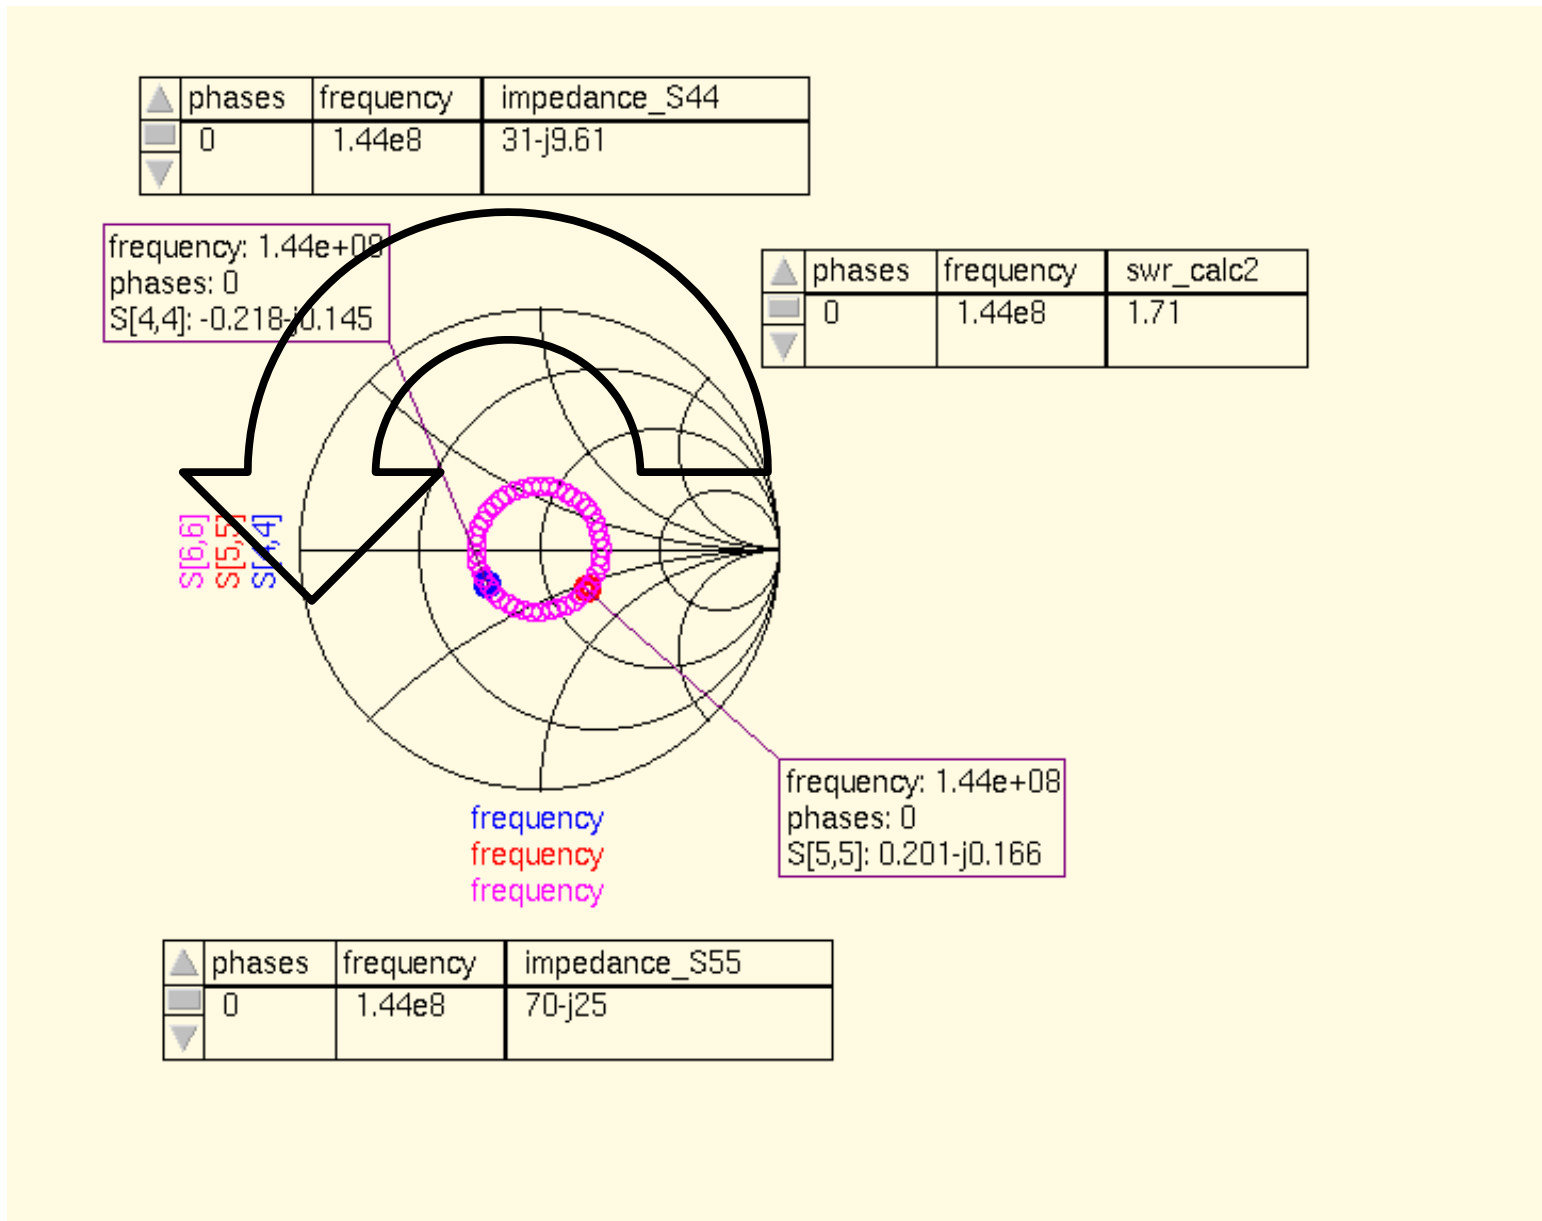 phases frequency impedance_S44
0 1.44e8 31-j9.61
frequency: 1.44e+08
phases: 0
S[4,4]: -0.218-j0.145
phases frequency swr_calc2
0 1.44e8 1.71
S[6,6]
S[5,5]
S[4,4]
frequency: 1.44e+08
phases: 0
S[5,5]: 0.201-j0.166
frequency
frequency
frequency
phases frequency impedance_S55
0 1.44e8 70-j25